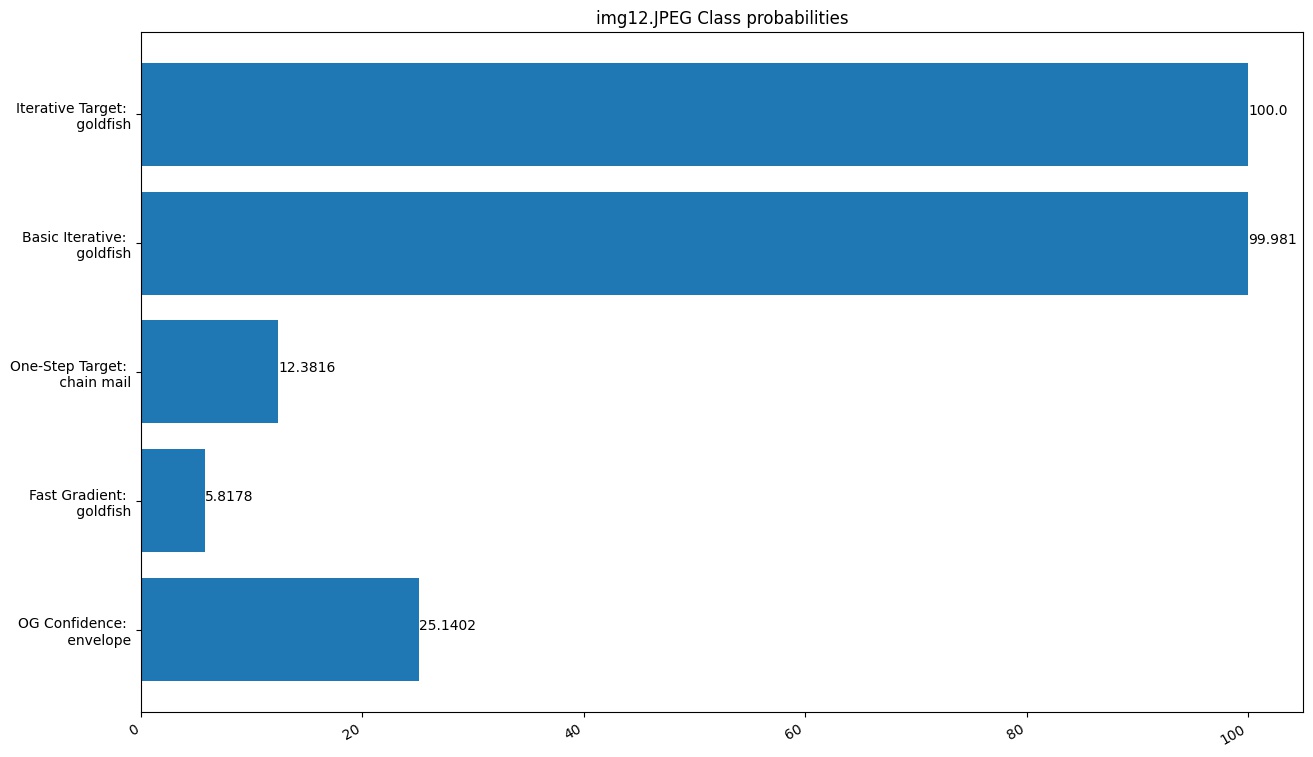 img12.JPEG Class probabilities
Iterative Target:
goldfish
100.0
Basic Iterative:
goldfish
99.981
One-Step Target:
chain mail
12.3816
Fast Gradient:
goldfish
5.8178
OG Confidence:
envelope
25.1402
0
20
40
60
80
100